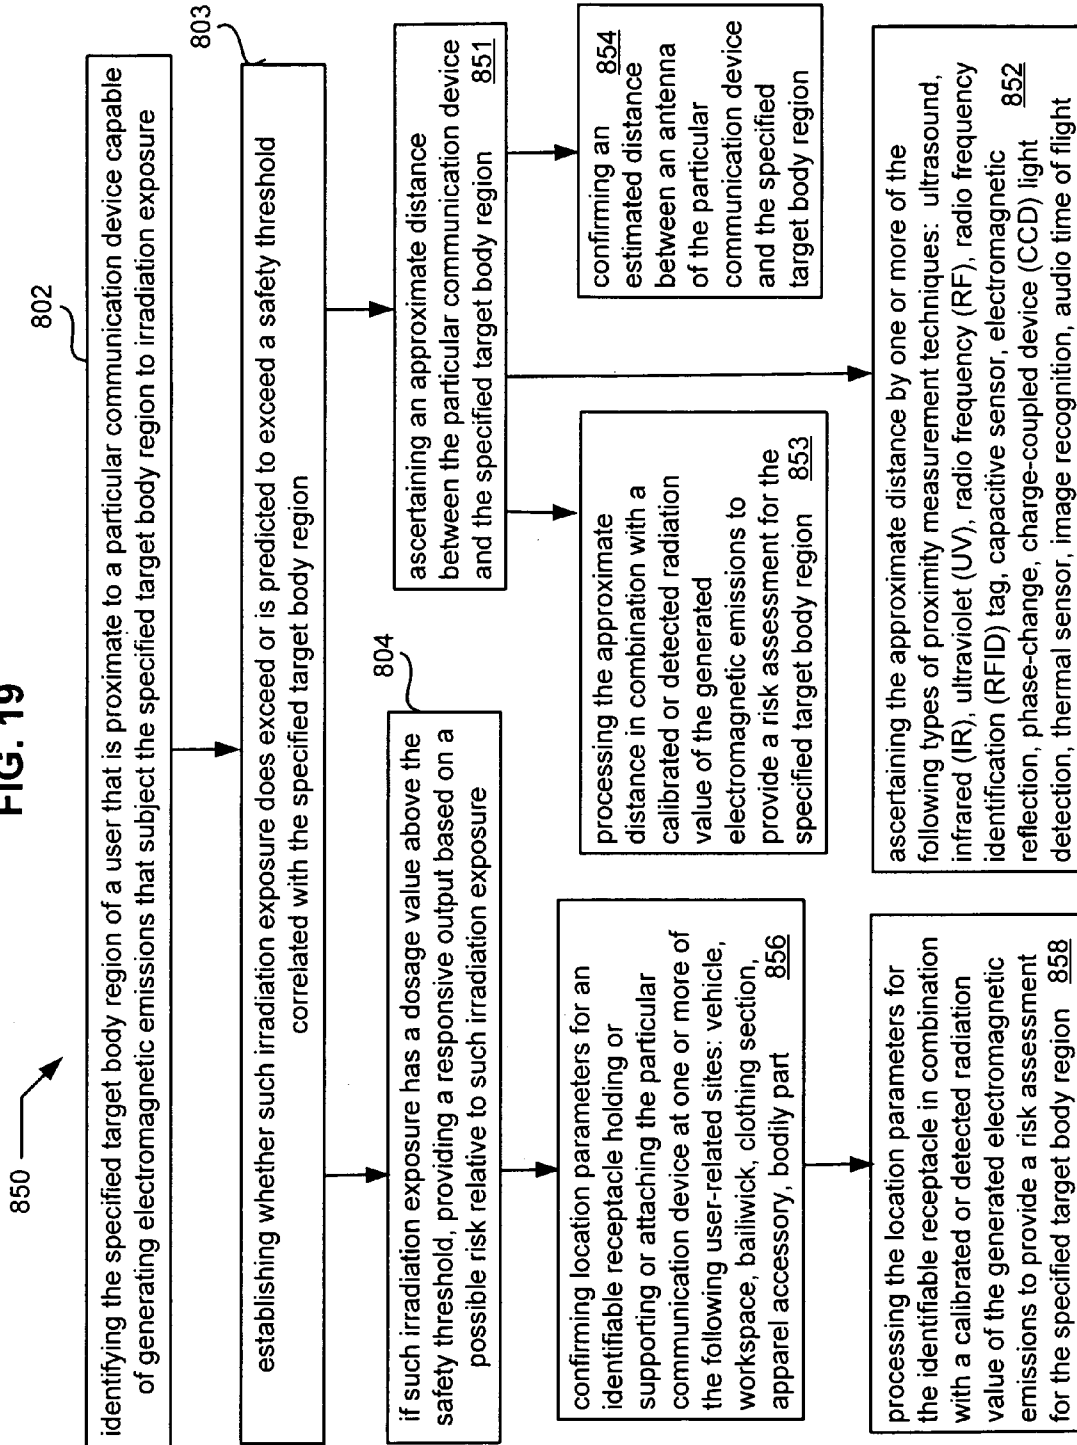 FIG. 19
850
802
identifying the specified target body region of a user that is proximate to a particular communication device capable
of generating electromagnetic emissions that subject the specified target body region to irradiation exposure
803
establishing whether such irradiation exposure does exceed or is predicted to exceed a safety threshold
correlated with the specified target body region
804
if such irradiation exposure has a dosage value above the
safety threshold, providing a responsive output based on a
possible risk relative to such irradiation exposure
ascertaining an approximate distance
between the particular communication device
and the specified target body region 851
confirming location parameters for an
identifiable receptacle holding or
supporting or attaching the particular
communication device at one or more of
the following user-related sites: vehicle,
workspace, bailiwick, clothing section,
apparel accessory, bodily part 856
processing the approximate
distance in combination with a
calibrated or detected radiation
value of the generated
electromagnetic emissions to
provide a risk assessment for the
specified target body region 853
confirming an 854
estimated distance
between an antenna
of the particular
communication device
and the specified
target body region
processing the location parameters for
the identifiable receptacle in combination
with a calibrated or detected radiation
value of the generated electromagnetic
emissions to provide a risk assessment
for the specified target body region 858
ascertaining the approximate distance by one or more of the
following types of proximity measurement techniques: ultrasound,
infrared (IR), ultraviolet (UV), radio frequency (RF), radio frequency
identification (RFID) tag, capacitive sensor, electromagnetic
reflection, phase-change, charge-coupled device (CCD) light 852
detection, thermal sensor, image recognition, audio time of flight